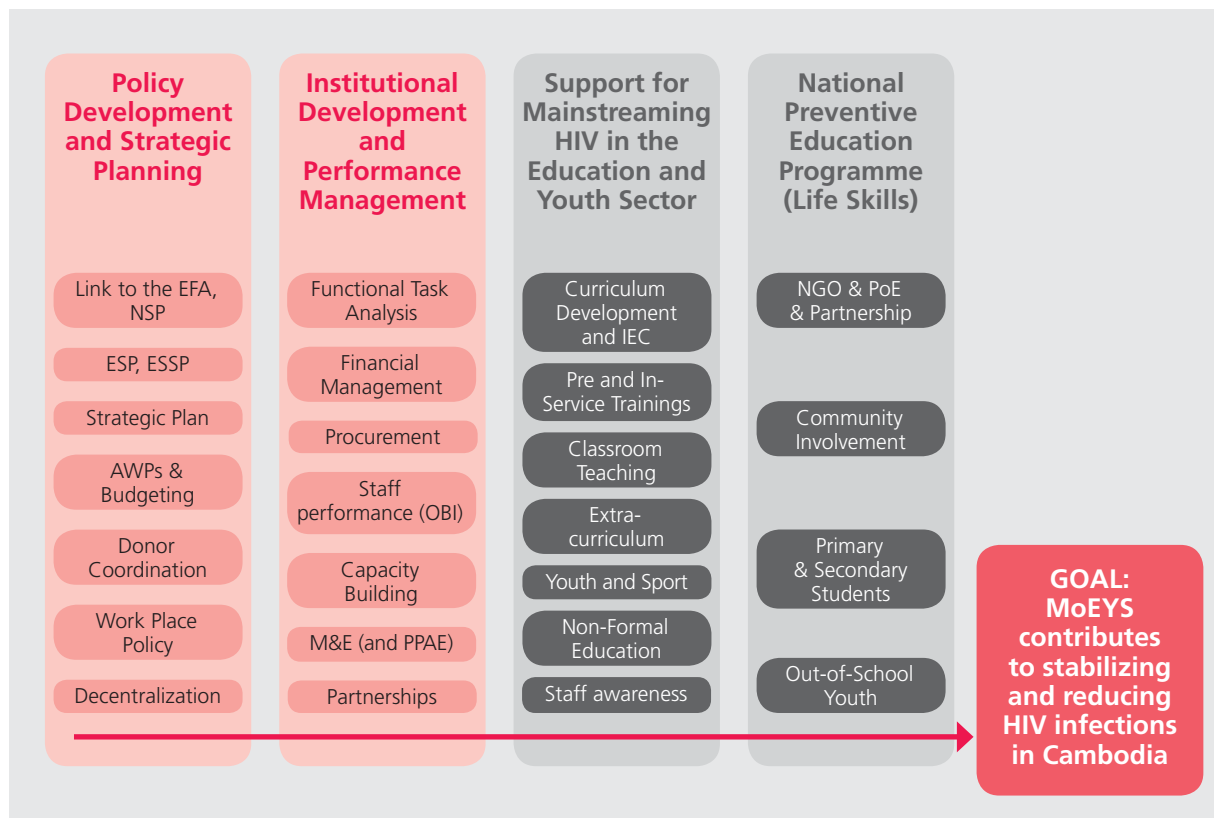 Policy
Development
and Strategic
Planning
Link to the EFA,
NSP
ESP, ESSP
Strategic Plan
AWPs &
Budgeting
Donor
Coordination
Work Place
Policy
Decentralization
Institutional
Development
and
Performance
Management
Functional Task
Analysis
Financial
Management
Procurement
Staff
performance (OBI)
Capacity
Building
M&E (and PPAE)
Partnerships
Support for
Mainstreaming
HIV in the
Education and
Youth Sector
Curriculum
Development
and IEC
Pre and In-
Service Trainings
Classroom
Teaching
Extra-
curriculum
Youth and Sport
Non-Formal
Education
Staff awareness
National
Preventive
Education
Programme
(Life Skills)
NGO & PoE
& Partnership
Community
Involvement
Primary
& Secondary
Students
Out-of-School
Youth
GOAL:
MoEYS
contributes
to stabilizing
and reducing
HIV infections
in Cambodia